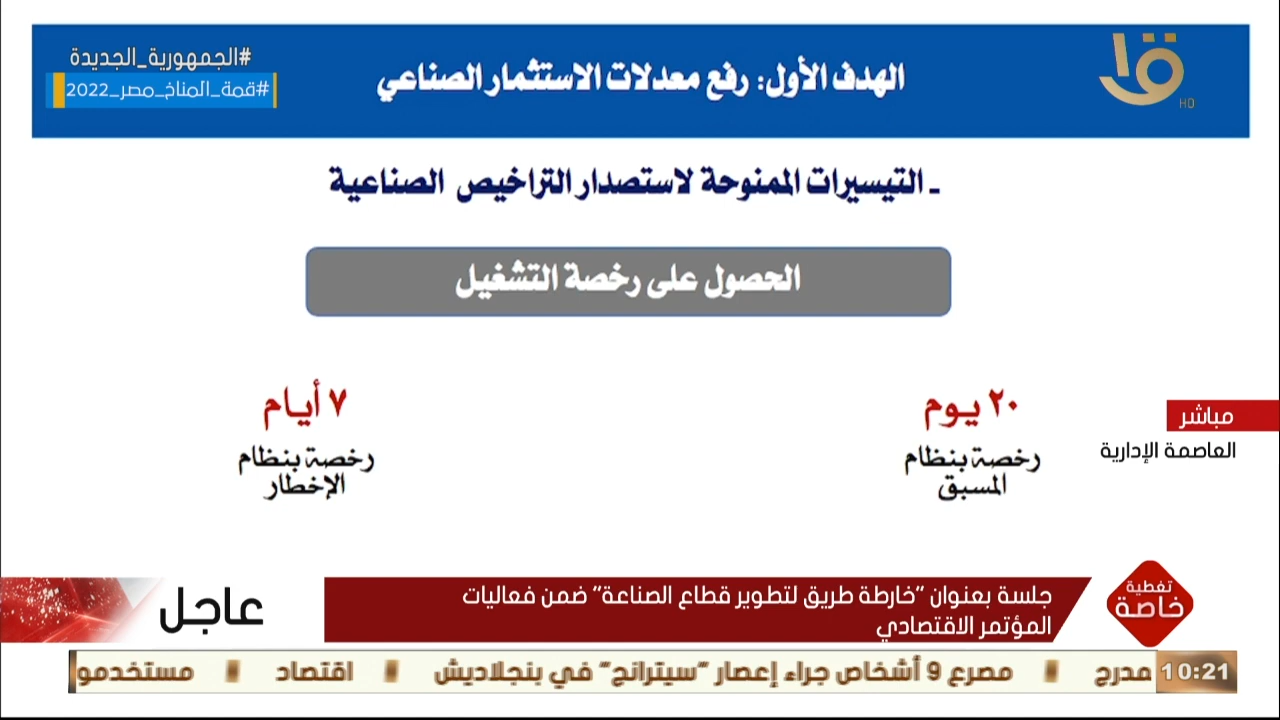 #الجمهورية_الجديدة
#قمة_المناخ_مصر_2022
الهدف الأول: رفع معدلات الاستثمار الصناعي
HD
ـ التيسيرات الممنوحة لاستصدار التراخيص الصناعية
الحصول على رخصة التشغيل
٢٠ يوم
رخصة بنظام
المسبق
٧ أيام
رخصة بنظام
الإخطار
مباشر
العاصمة الإدارية
تغطية
خاصة
جلسة بعنوان "خارطة طريق لتطوير قطاع الصناعة" ضمن فعاليات
المؤتمر الاقتصادي
عاجل
10:21 مدرج مصرع 9 أشخاص جراء إعصار "سيترانج" في بنجلاديش اقتصاد مستخدمو